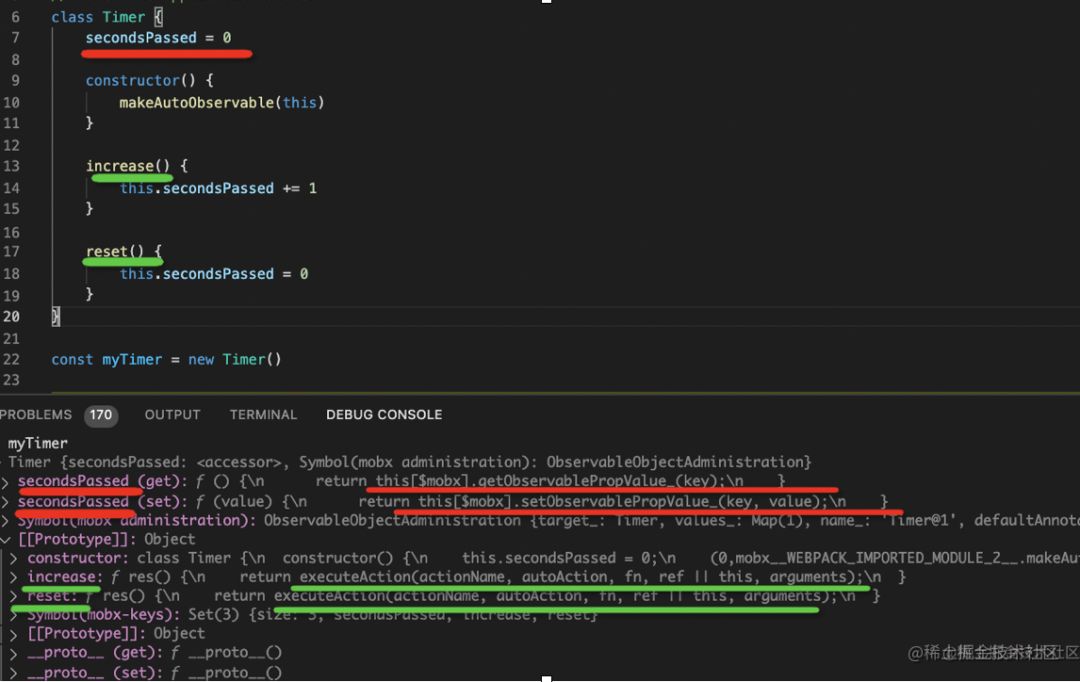 6 class Timer {
7 secondsPassed = 0
8
9 constructor() {
10 makeAutoObservable(this)
11 }
12
13 increase() {
14 this.secondsPassed += 1
15 }
16
17 reset() {
18 this.secondsPassed = 0
19 }
20 }
21
22 const myTimer = new Timer()
23
PROBLEMS 170 OUTPUT TERMINAL DEBUG CONSOLE
myTimer
Timer {secondsPassed: <accessor>, Symbol(mobx administration): ObservableObjectAdministration}
> secondsPassed (get): ƒ () {\n return this[$mobx].getObservablePropValue_(key);\n }
> secondsPassed (set): ƒ (value) {\n return this[$mobx].setObservablePropValue_(key, value);\n }
> Symbol(mobx administration): ObservableObjectAdministration {target_: Timer, values_: Map(1), name_: 'Timer@1', defaultAnnota
[[Prototype]]: Object
> constructor: class Timer {\n constructor() {\n this.secondsPassed = 0;\n (0,mobx__WEBPACK_IMPORTED_MODULE_2__.makeAu
> increase: ƒ res() {\n return executeAction(actionName, autoAction, fn, ref || this, arguments);\n }
> reset: ƒ res() {\n return executeAction(actionName, autoAction, fn, ref || this, arguments);\n }
> Symbol(mobx-keys): Set(3) {size: 3, secondsPassed, increase, reset}
> [[Prototype]]: Object
> __proto__ (get): ƒ __proto__()
> __proto__ (set): ƒ __proto__()
@稀土掘金技术社区